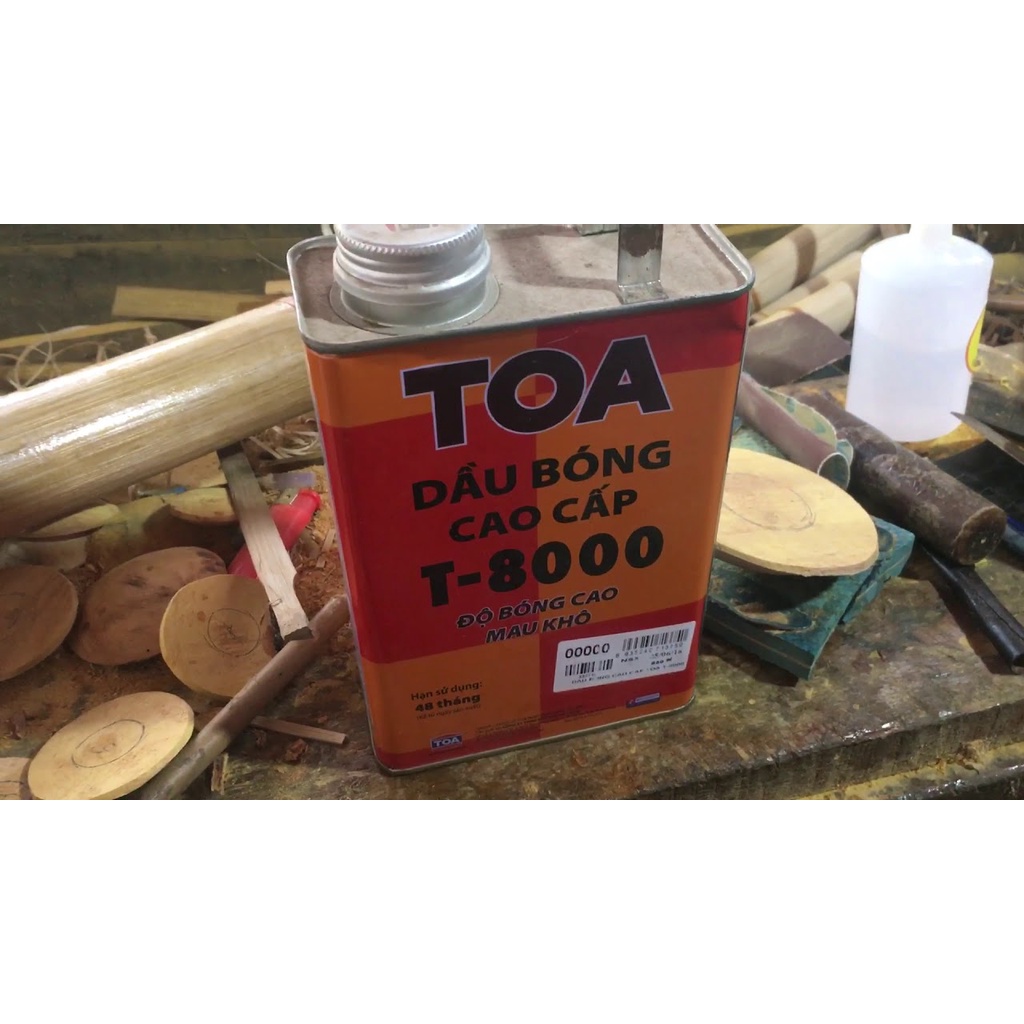 TOA
DẦU BÓNG
CAO CẤP
T-8000
ĐỘ BÓNG CAO
MAU KHÔ
00000
Hạn sử dụng:
48 tháng
TOA